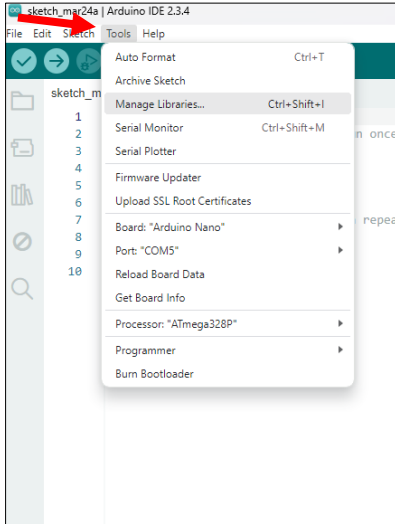 sketch_mar24a | Arduino IDE 2.3.4
File Edit Sketch Tools Help
sketch_m
Auto Format Ctrl+T
Archive Sketch
Manage Libraries... Ctrl+Shift+I
Serial Monitor Ctrl+Shift+M
Serial Plotter
Firmware Updater
Upload SSL Root Certificates
Board: "Arduino Nano"
Port: "COM5"
Reload Board Data
Get Board Info
Processor: "ATmega328P"
Programmer
Burn Bootloader
1
2 n once
3
4
5
6
7 repea
8
9
10